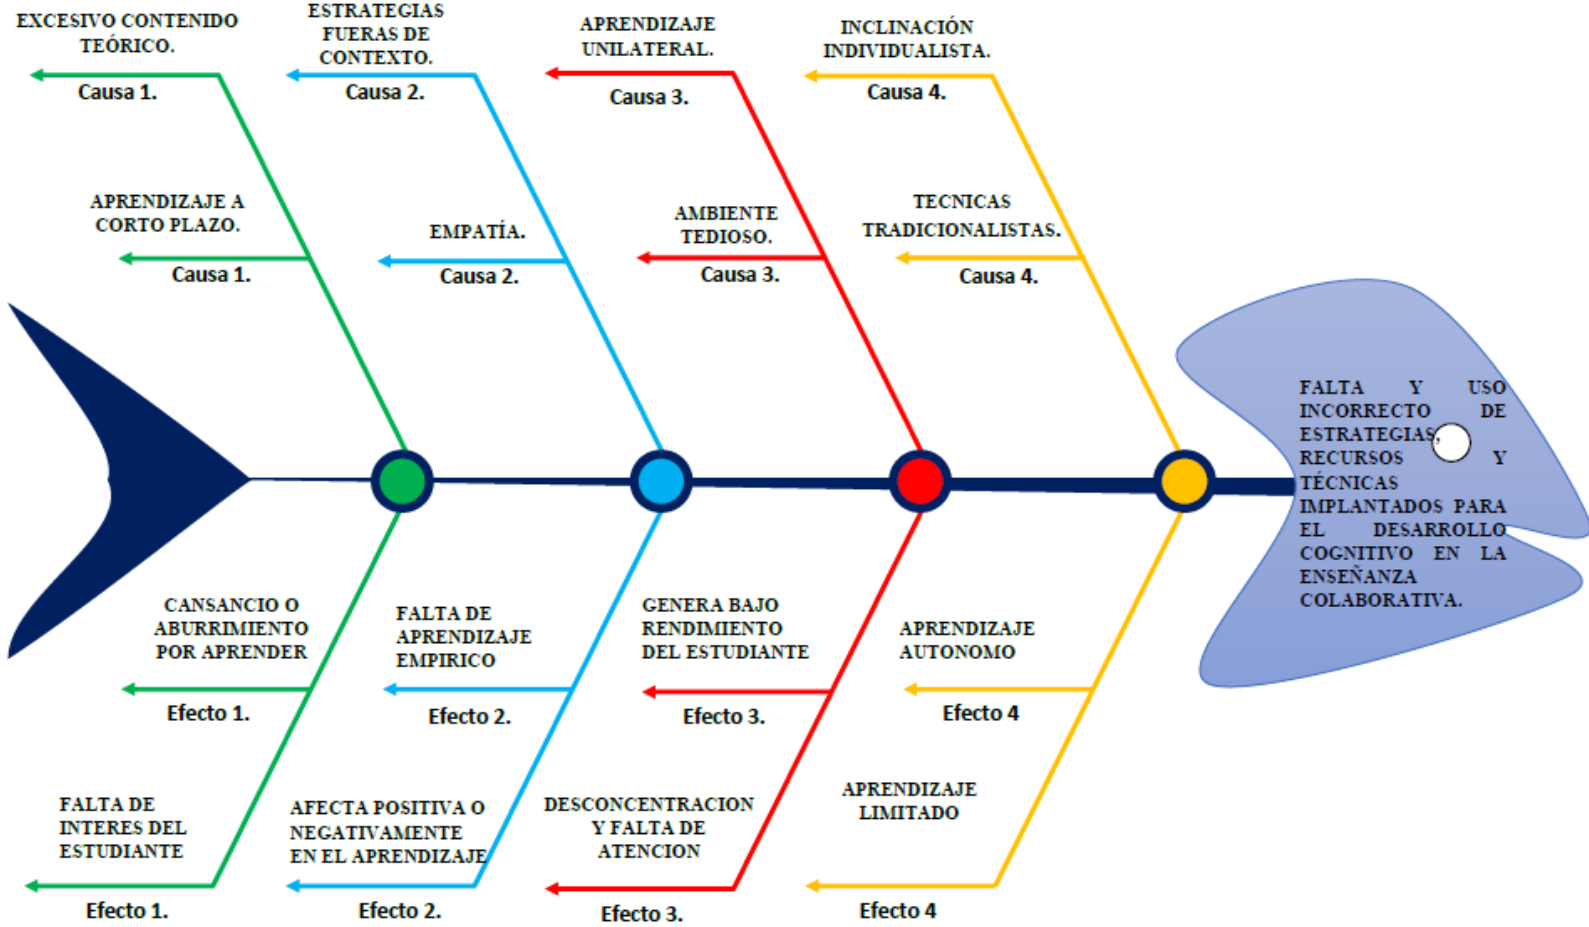 EXCESIVO CONTENIDO
TEÓRICO.
Causa 1.
ESTRATEGIAS
FUERAS DE
CONTEXTO.
Causa 2.
APRENDIZAJE
UNILATERAL.
Causa 3.
INCLINACIÓN
INDIVIDUALISTA.
Causa 4.
APRENDIZAJE A
CORTO PLAZO.
Causa 1.
EMPATÍA.
Causa 2.
AMBIENTE
TEDIOSO.
Causa 3.
TECNICAS
TRADICIONALISTAS.
Causa 4.
FALTA Y USO
INCORRECTO DE
ESTRATEGIAS,
RECURSOS Y
TÉCNICAS
IMPLANTADOS PARA
EL DESARROLLO
COGNITIVO EN LA
ENSEÑANZA
COLABORATIVA.
CANSANCIO O
ABURRIMIENTO
POR APRENDER
Efecto 1.
FALTA DE
APRENDIZAJE
EMPIRICO
Efecto 2.
GENERA BAJO
RENDIMIENTO
DEL ESTUDIANTE
Efecto 3.
APRENDIZAJE
AUTONOMO
Efecto 4
FALTA DE
INTERES DEL
ESTUDIANTE
Efecto 1.
AFECTA POSITIVA O
NEGATIVAMENTE
EN EL APRENDIZAJE
Efecto 2.
DESCONCENTRACION
Y FALTA DE
ATENCION
Efecto 3.
APRENDIZAJE
LIMITADO
Efecto 4